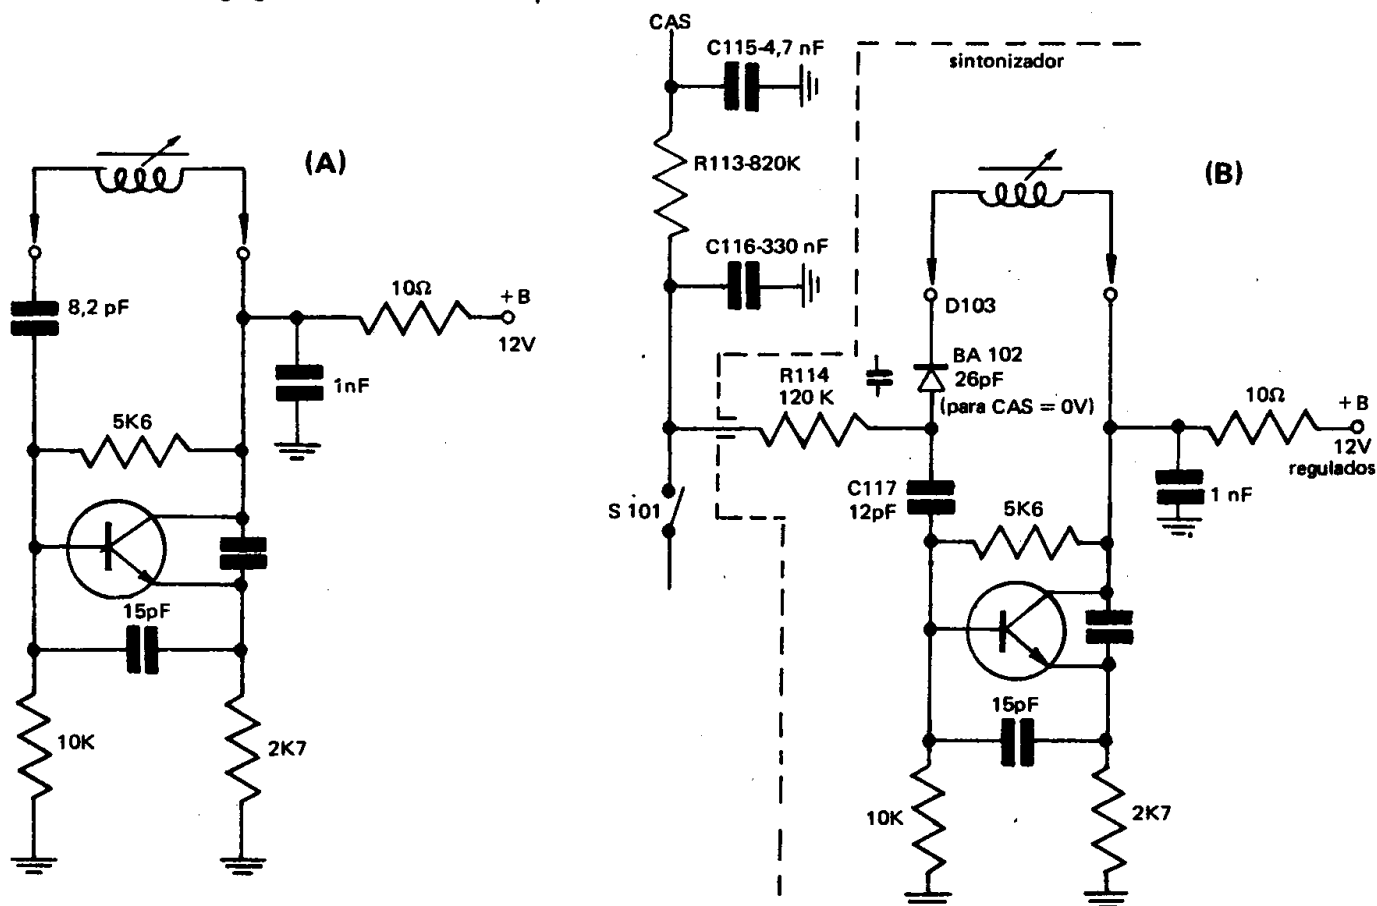 (A)
8,2 pF
10Ω
+B
12V
1nF
5K6
15pF
10K
2K7
CAS
C115-4,7 nF
sintonizador
R113-820K
(B)
C116-330 nF
D103
BA 102
26pF
(para CAS = 0V)
R114
120 K
10Ω
+B
12V
regulados
1 nF
S 101
C117
12pF
5K6
15pF
10K
2K7